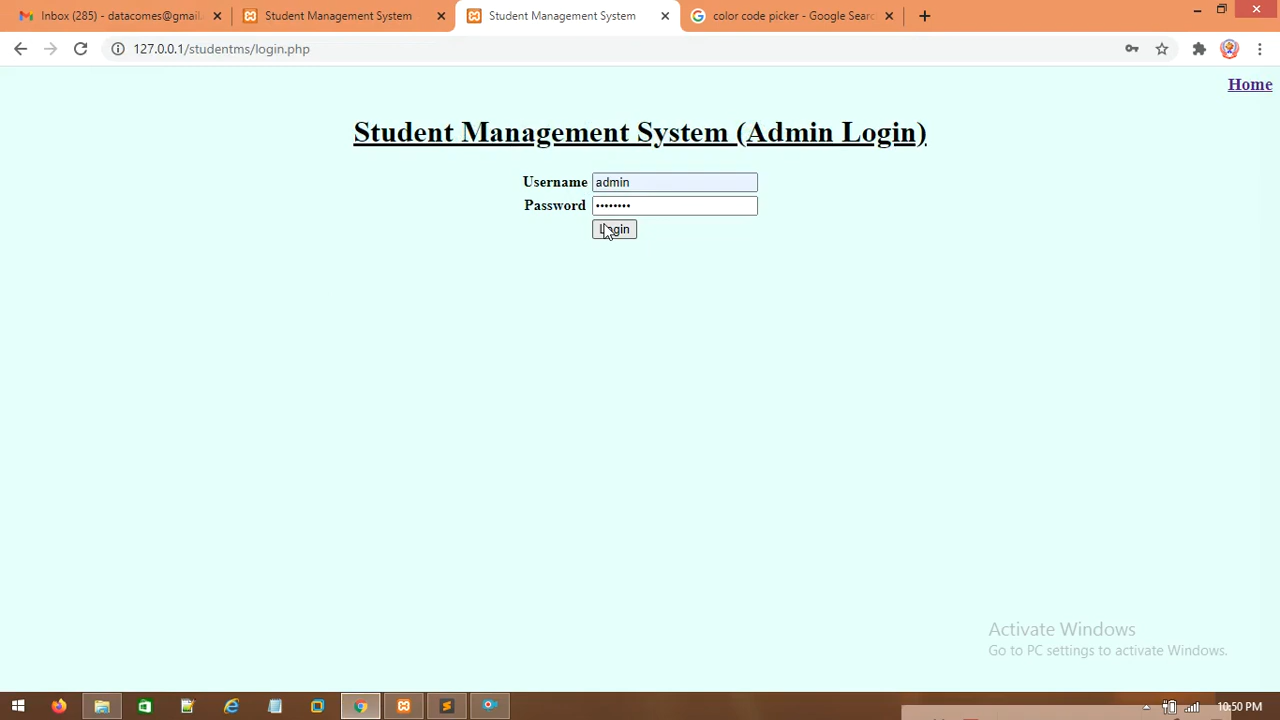 Inbox (285) - datacomes@gmail.
Student Management System
Student Management System
color code picker - Google Sear
127.0.0.1/studentms/login.php
Home
Student Management System (Admin Login)
Username admin
Password ••••••••
Login
Activate Windows
Go to PC settings to activate Windows.
10:50 PM